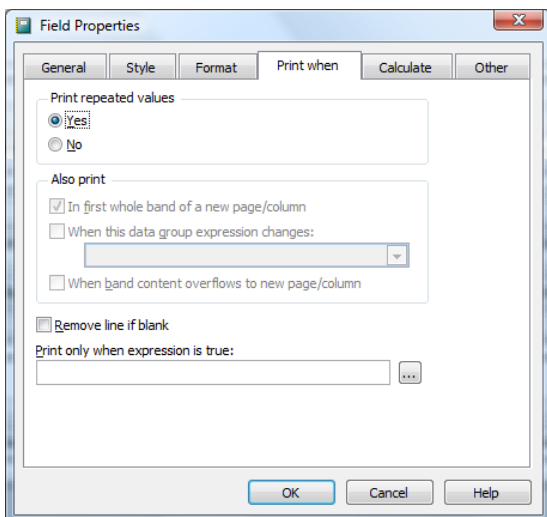 Field Properties
General Style Format Print when Calculate Other
Print repeated values
Yes
No
Also print
In first whole band of a new page/column
When this data group expression changes:
When band content overflows to new page/column
Remove line if blank
Print only when expression is true:
...
OK Cancel Help